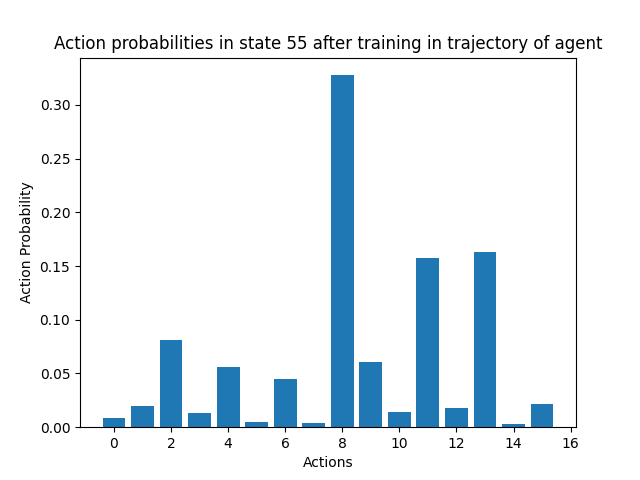 Action probabilities in state 55 after training in trajectory of agent
Action Probability
0.30
0.25
0.20
0.15
0.10
0.05
0.00
0 2 4 6 8 10 12 14 16
Actions